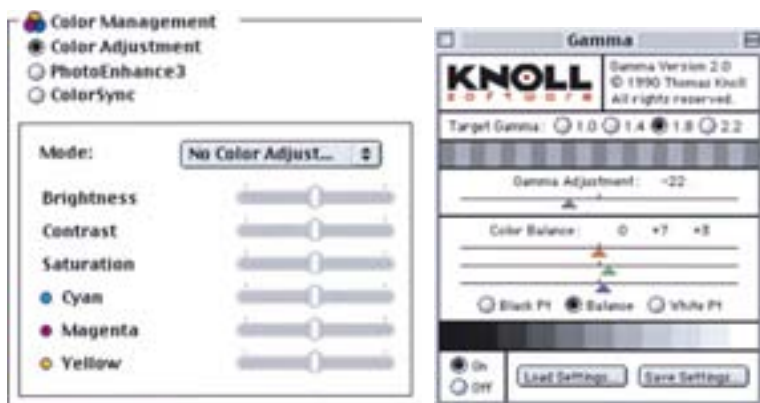 Color Management
Color Adjustment
PhotoEnhance3
ColorSync
Mode: No Color Adjust...
Brightness
Contrast
Saturation
Cyan
Magenta
Yellow
Gamma
KNOLL
software
Gamma Version 2.0
© 1990 Thomas Knoll
All rights reserved.
Target Gamma: 1.0 1.4 1.8 2.2
Gamma Adjustment: -22
Color Balance: 0 +7 +3
Black Pt Balance White Pt
On
Off
Load Settings... Save Settings...